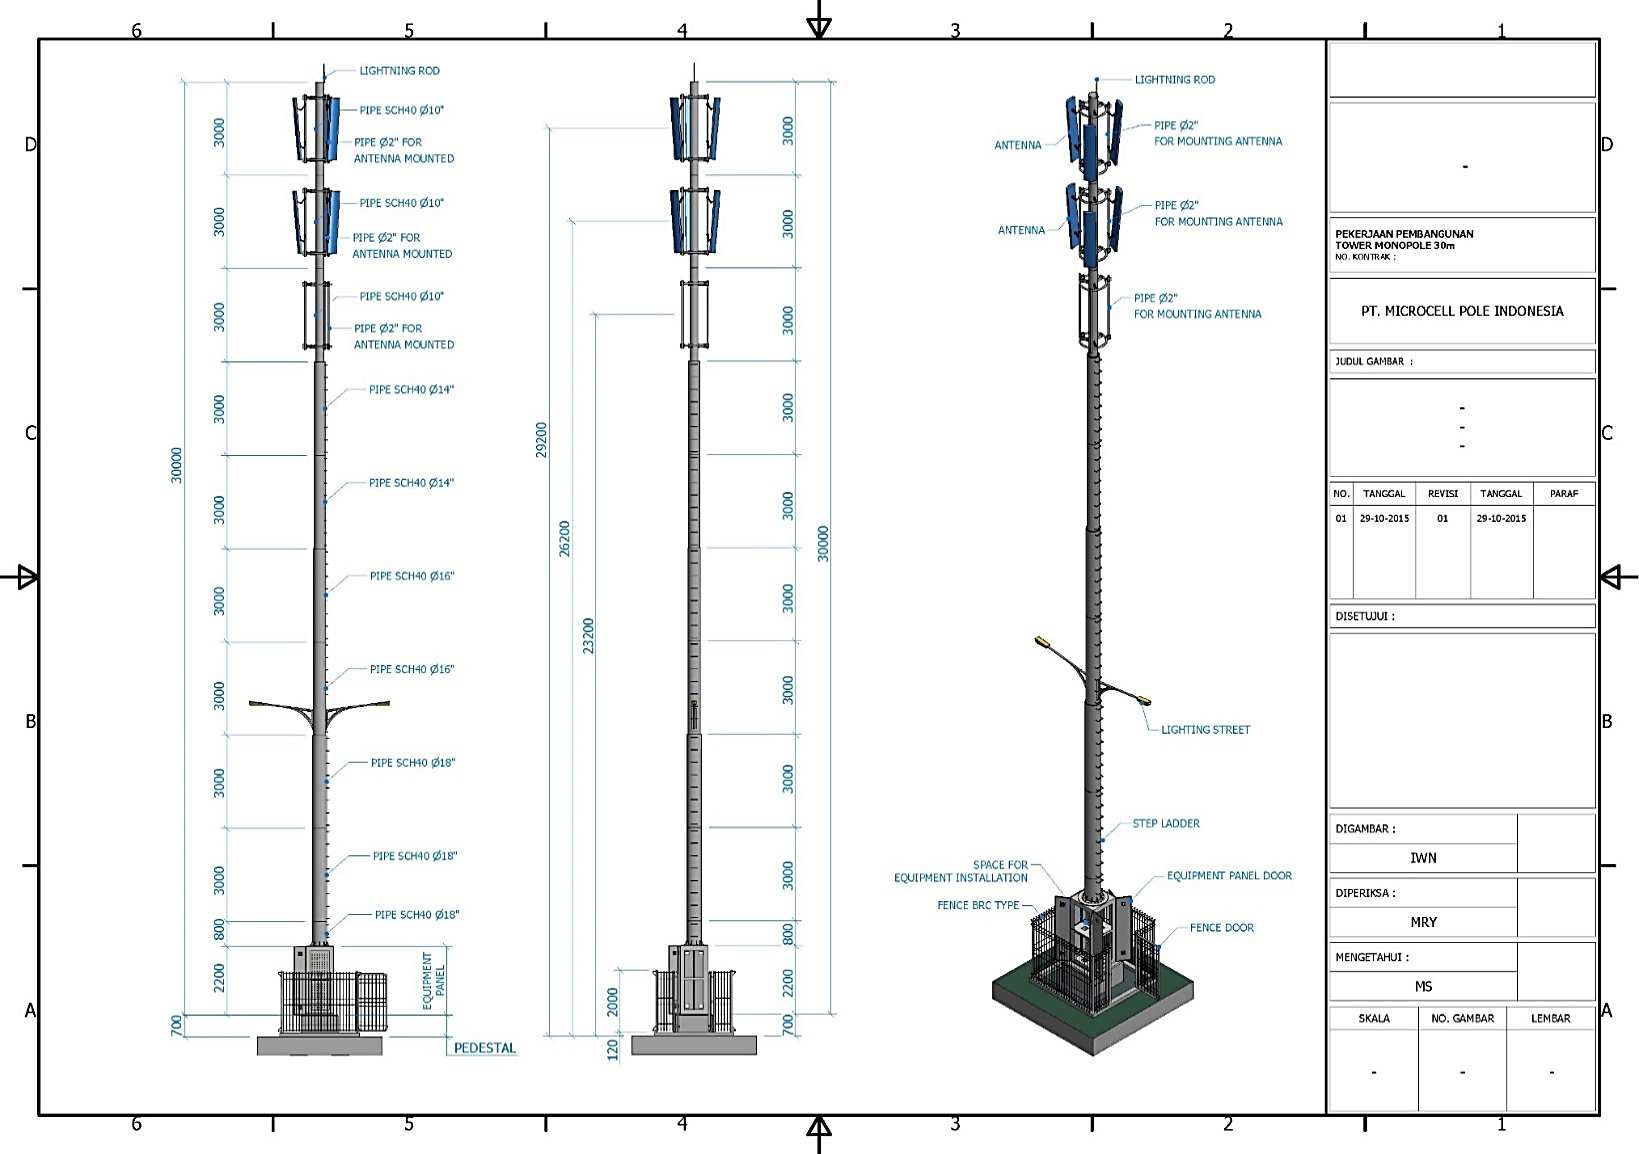 6
5
4
3
2
1
D
C
B
A
LIGHTNING ROD
PIPE SCH40 Ø10"
PIPE Ø2" FOR
ANTENNA MOUNTED
PIPE SCH40 Ø10"
PIPE Ø2" FOR
ANTENNA MOUNTED
PIPE SCH40 Ø10"
PIPE Ø2" FOR
ANTENNA MOUNTED
PIPE SCH40 Ø14"
PIPE SCH40 Ø14"
PIPE SCH40 Ø16"
PIPE SCH40 Ø16"
PIPE SCH40 Ø18"
PIPE SCH40 Ø18"
PIPE SCH40 Ø18"
30000
3000
3000
3000
3000
3000
3000
3000
3000
3000
800
2200
700
EQUIPMENT
PANEL
PEDESTAL
29200
26200
23200
2000
120
3000
3000
3000
3000
3000
3000
3000
3000
3000
800
2200
700
30000
LIGHTNING ROD
PIPE Ø2"
FOR MOUNTING ANTENNA
ANTENNA
PIPE Ø2"
FOR MOUNTING ANTENNA
ANTENNA
PIPE Ø2"
FOR MOUNTING ANTENNA
LIGHTING STREET
STEP LADDER
SPACE FOR
EQUIPMENT INSTALLATION
EQUIPMENT PANEL DOOR
FENCE BRC TYPE
FENCE DOOR
-
PEKERJAAN PEMBANGUNAN
TOWER MONOPOLE 30m
NO. KONTRAK :
PT. MICROCELL POLE INDONESIA
JUDUL GAMBAR :
-
-
-
NO. TANGGAL REVISI TANGGAL PARAF
01 29-10-2015 01 29-10-2015
DISETUJUI :
DIGAMBAR :
IWN
DIPERIKSA :
MRY
MENGETAHUI :
MS
SKALA NO. GAMBAR LEMBAR
- - -
D
C
B
A
6
5
4
3
2
1